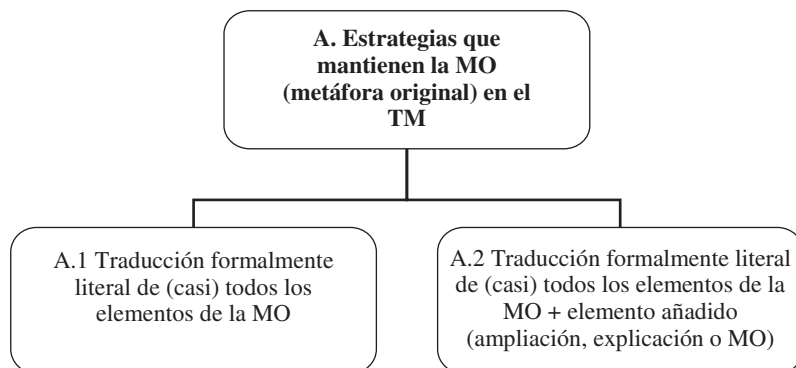 A. Estrategias que
mantienen la MO
(metáfora original) en el
TM
A.1 Traducción formalmente
literal de (casi) todos los
elementos de la MO
A.2 Traducción formalmente literal
de (casi) todos los elementos de la
MO + elemento añadido
(ampliación, explicación o MO)